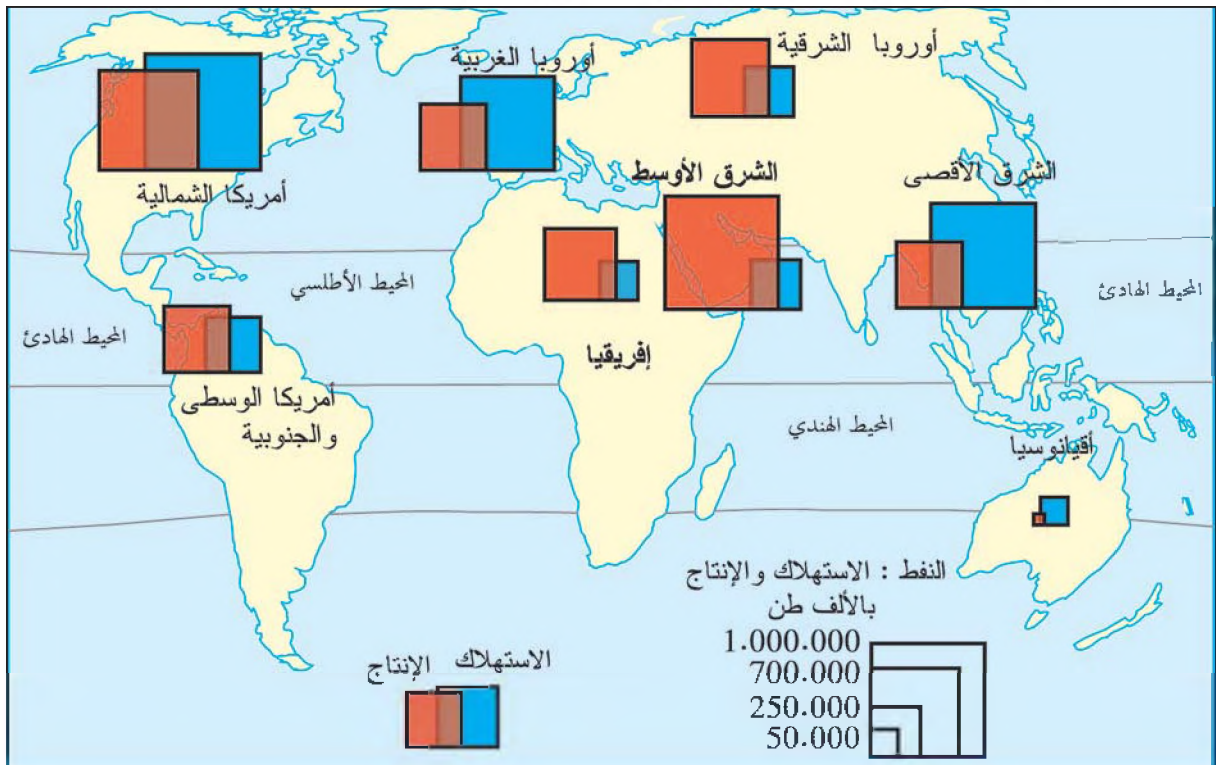 أوروبا الشرقية
أوروبا الغربية
الشرق الأقصى
الشرق الأوسط
أمريكا الشمالية
المحيط الهادئ
المحيط الأطلسي
المحيط الهادئ
إفريقيا
أمريكا الوسطى
والجنوبية
المحيط الهندي
أقيانوسيا
النفط : الاستهلاك والإنتاج
بالألف طن
1.000.000
700.000
250.000
50.000
الاستهلاك
الإنتاج